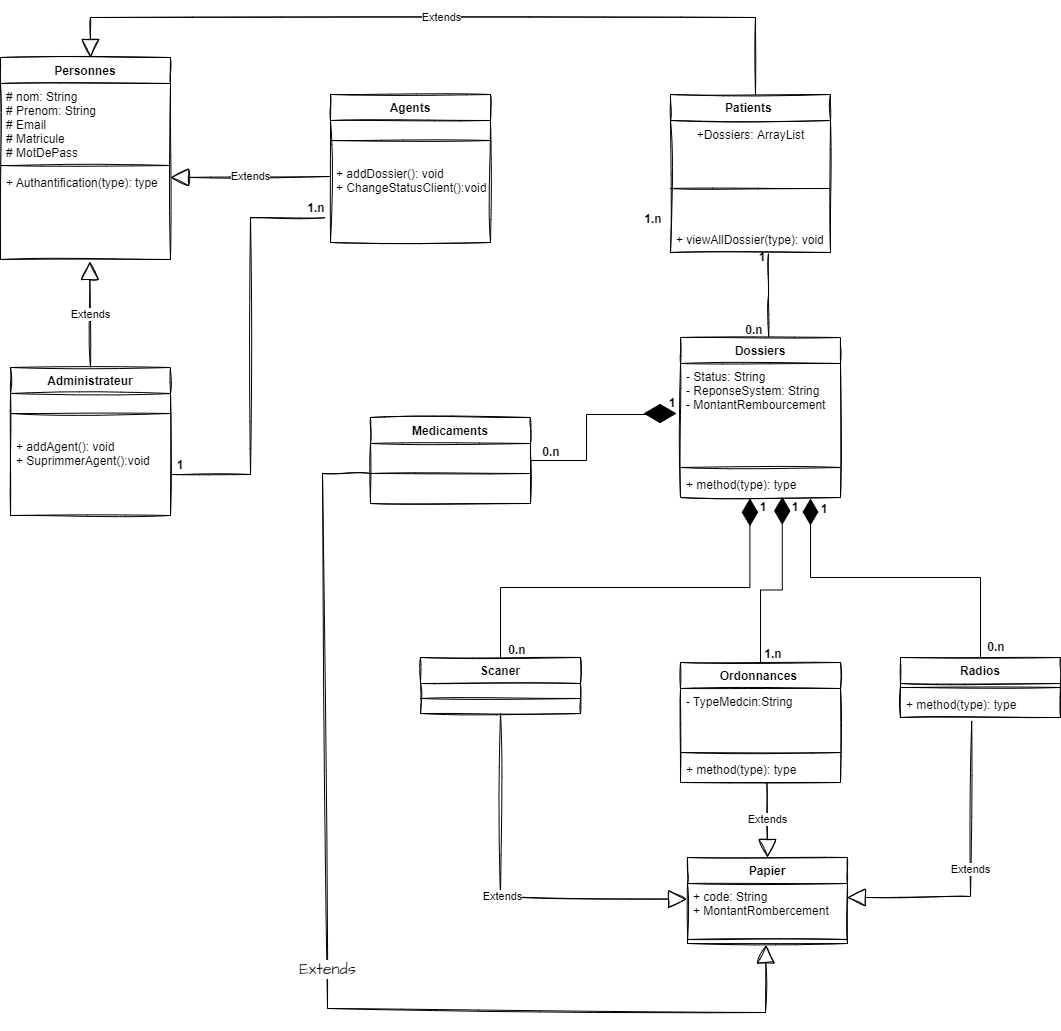 Extends
Personnes
# nom: String
# Prenom: String
# Email
# Matricule
# MotDePass
+ Authantification(type): type
Agents
+ addDossier(): void
+ ChangeStatusClient():void
Extends
1.n
Patients
+Dossiers: ArrayList
+ viewAllDossier(type): void
1.n
1
0.n
Extends
Administrateur
+ addAgent(): void
+ SuprimmerAgent():void
1
Dossiers
- Status: String
- ReponseSystem: String
- MontantRembourcement
+ method(type): type
1
Medicaments
0.n
1
1
1
0.n
Scaner
1.n
Ordonnances
- TypeMedcin:String
+ method(type): type
0.n
Radios
+ method(type): type
Extends
Extends
Extends
Papier
+ code: String
+ MontantRombercement
Extends